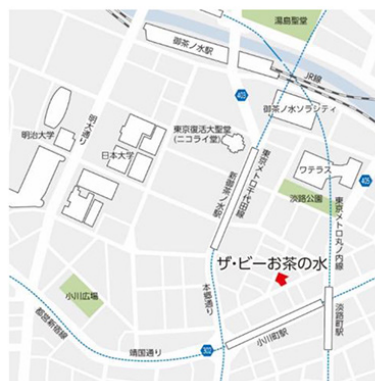 湯島聖堂
御茶ノ水駅
JR線
403
御茶ノ水ソラシティ
明大通り
明治大学
日本大学
東京復活大聖堂
(ニコライ堂)
新御茶ノ水駅
東京メトロ千代田線
ワテラス
405
淡路公園
東京メトロ丸ノ内線
ザ・ビーお茶の水
小川広場
本郷通り
淡路町駅
都営新宿線
靖国通り
302
小川町駅